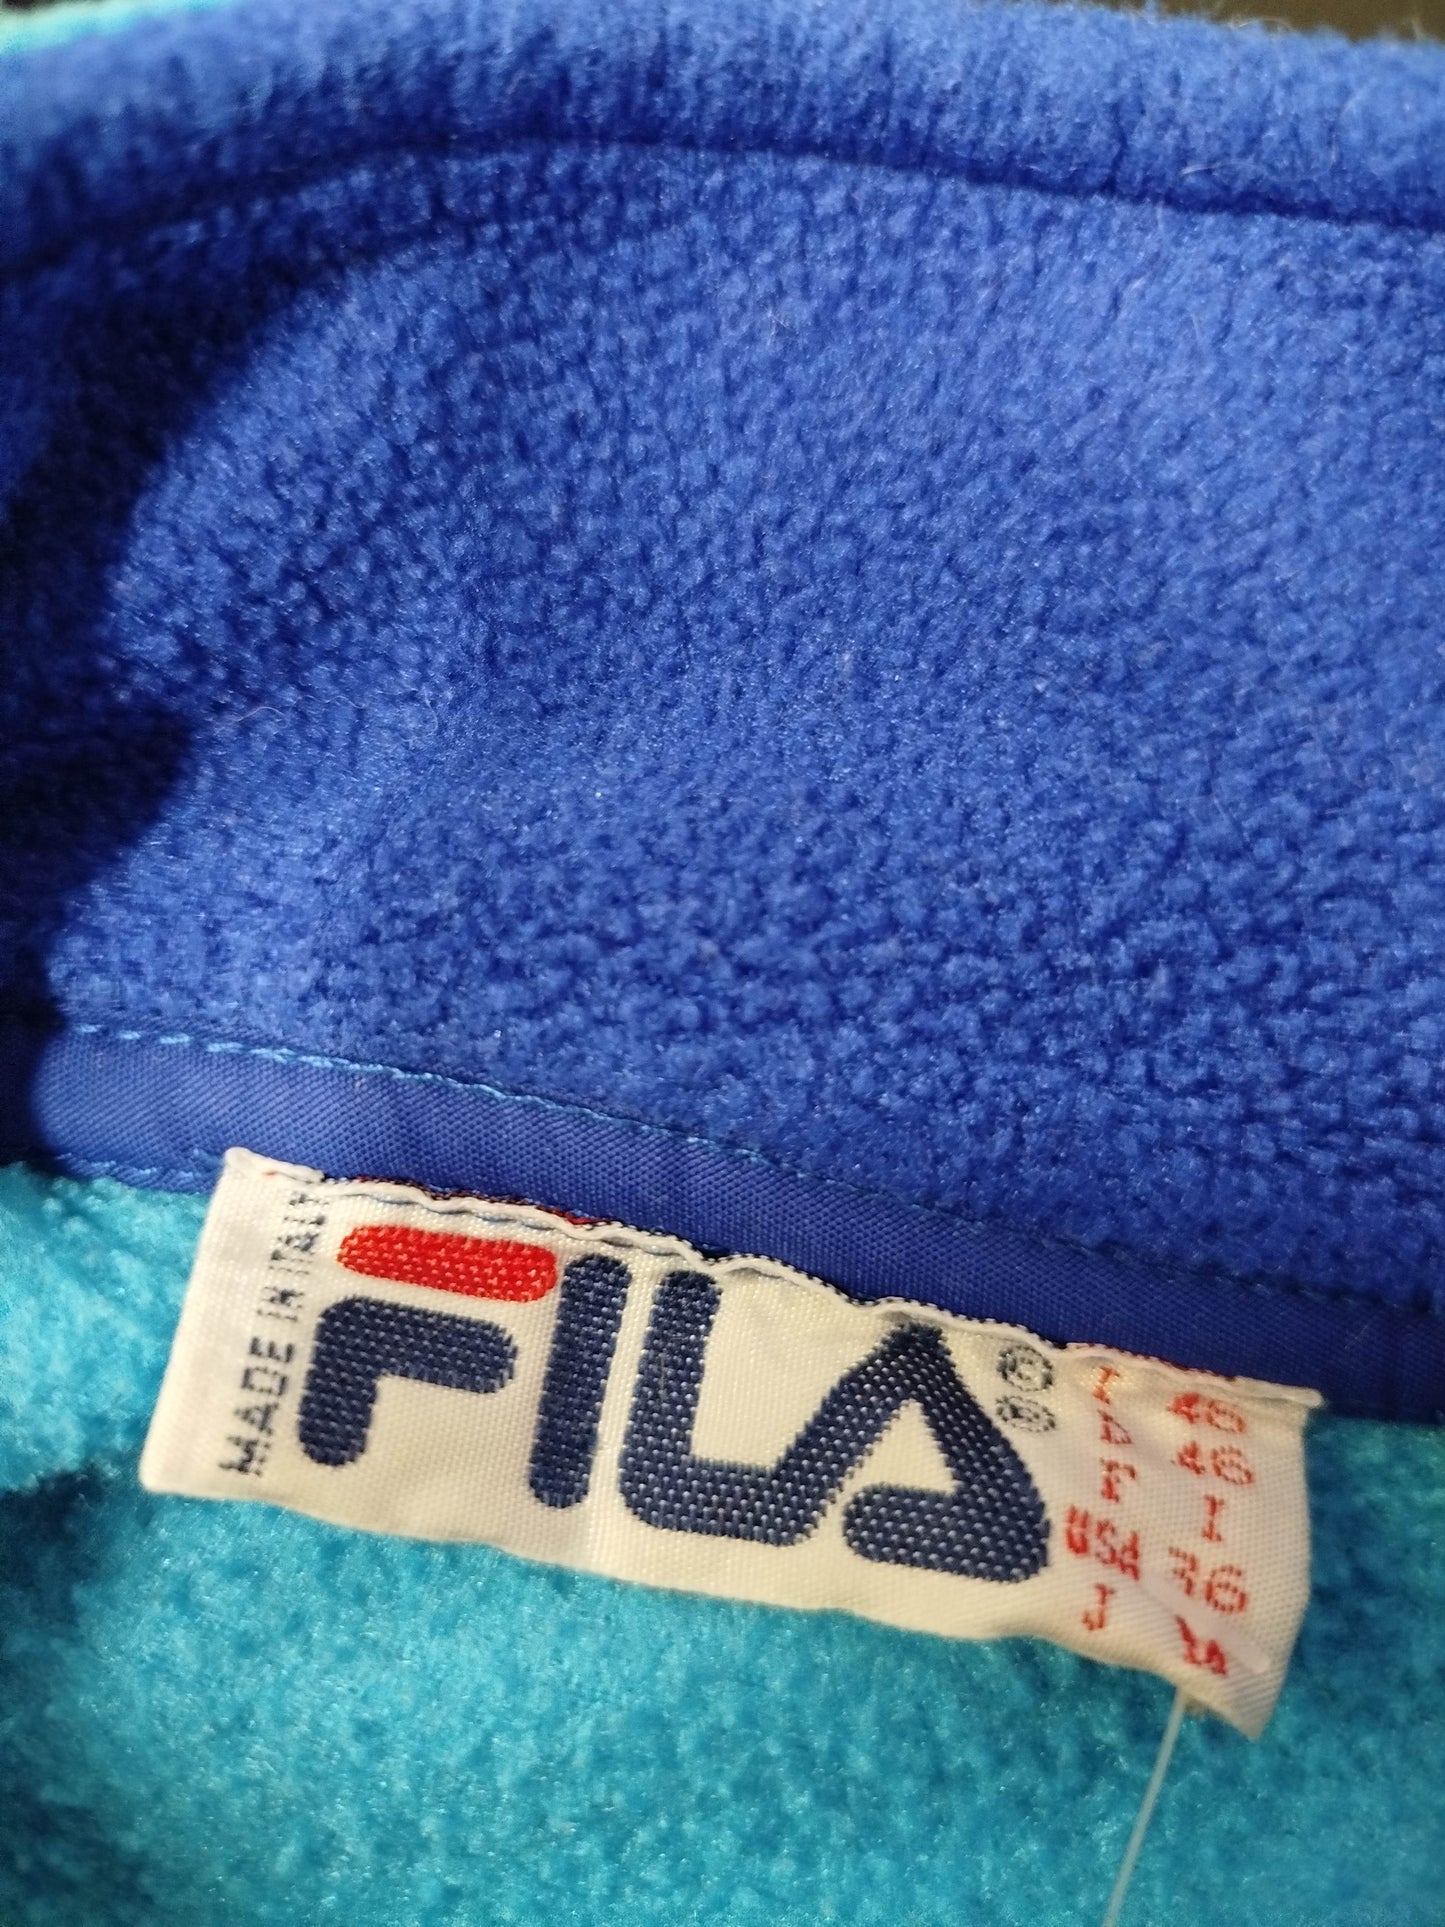 MADE IN ITALY
FILA
©
®
I 46
D 46
F I
USA 36
J